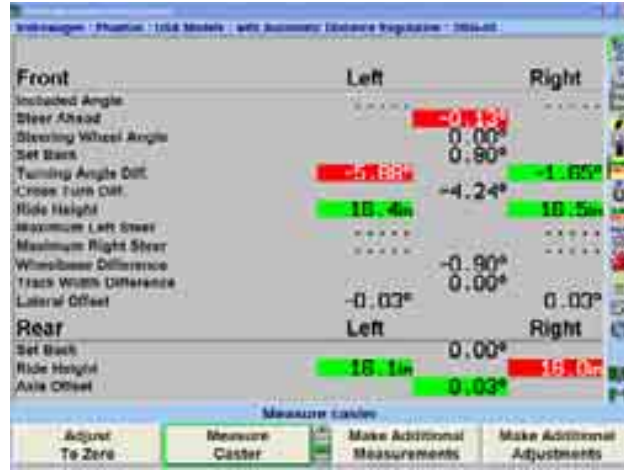 Volkswagen : Phaeton : USA Models : with Automatic Distance Regulation : 2004-05
Front Left Right
Included Angle - - - - - - - - - -
Steer Ahead -0.13°
Steering Wheel Angle 0.00°
Set Back 0.90°
Turning Angle Diff. -5.88° -1.65°
Cross Turn Diff. -4.24°
Ride Height 18.4in 18.5in
Maximum Left Steer - - - - - - - - - -
Maximum Right Steer - - - - - - - - - -
Wheelbase Difference -0.90°
Track Width Difference 0.00°
Lateral Offset -0.03° 0.03°
Rear Left Right
Set Back 0.00°
Ride Height 18.1in 18.0in
Axle Offset 0.03°
Measure caster
Adjust To Zero
Measure Caster
Make Additional Measurements
Make Additional Adjustments